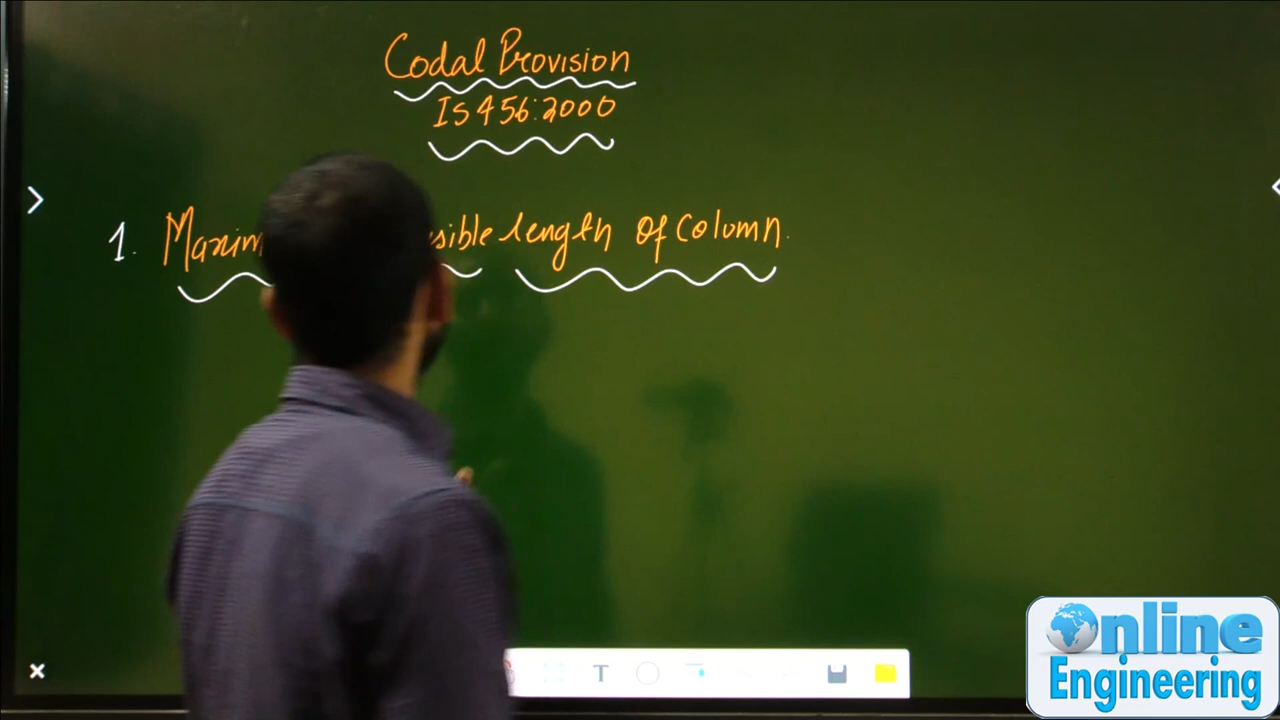 Codal Provision
IS 456:2000
1. Maxim sible length of Column.
T
Online
Engineering